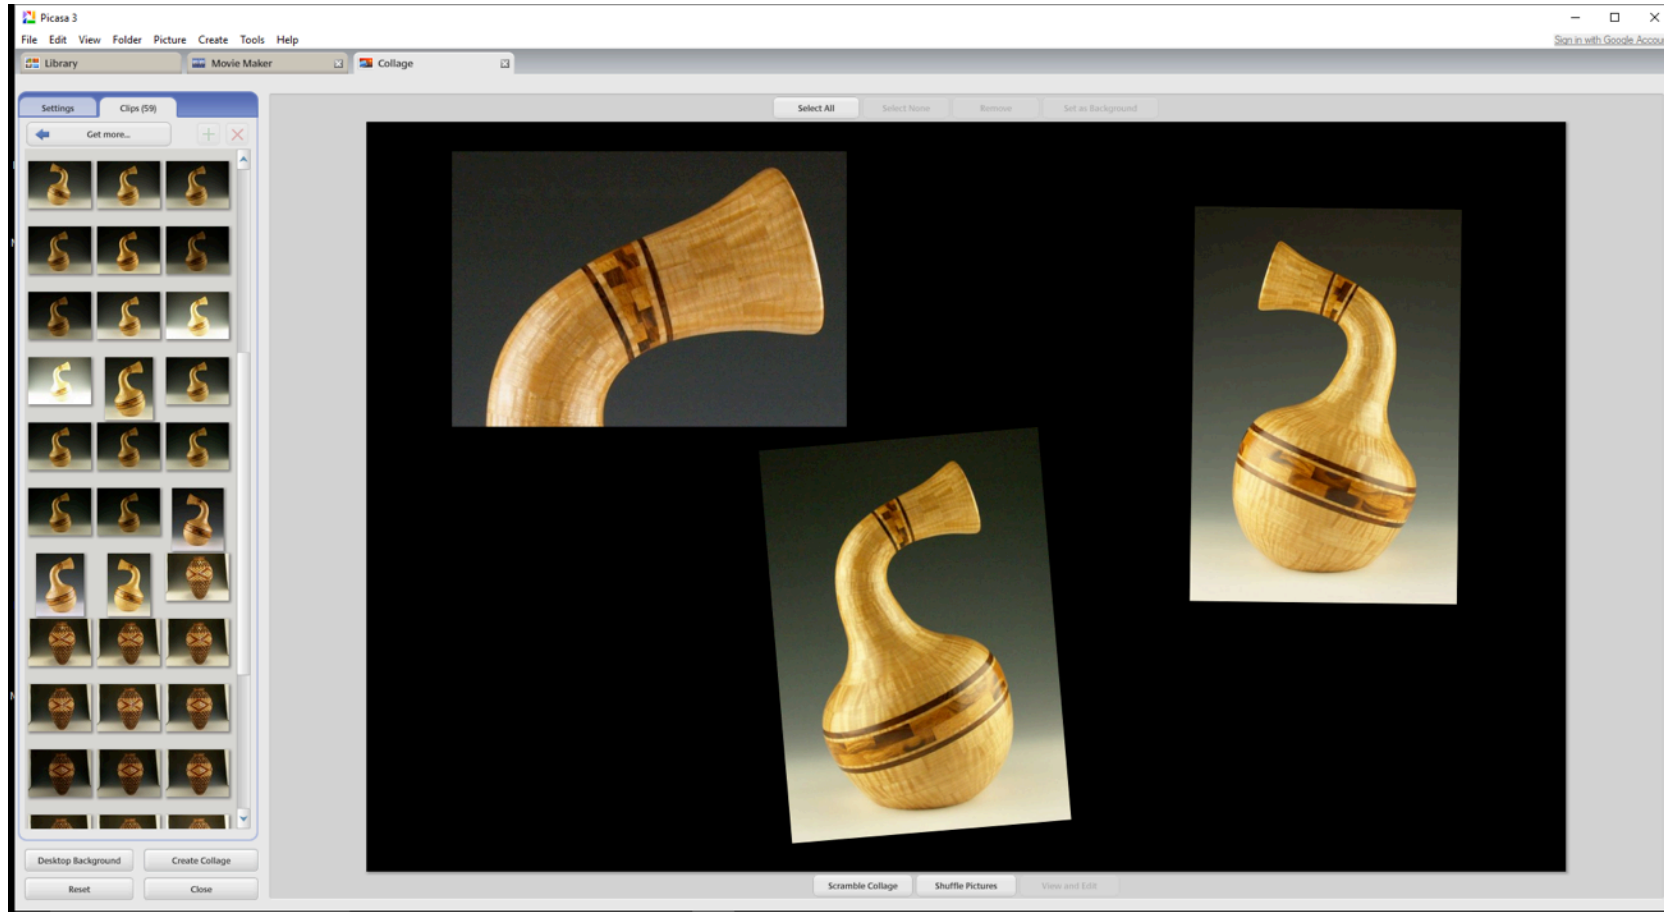 Picasa 3
File Edit View Folder Picture Create Tools Help
Sign in with Google Accou
Library Movie Maker Collage
Settings Clips (59)
Get more...
Select All Select None Remove Set as Background
Desktop Background Create Collage
Reset Close
Scramble Collage Shuffle Pictures View and Edit